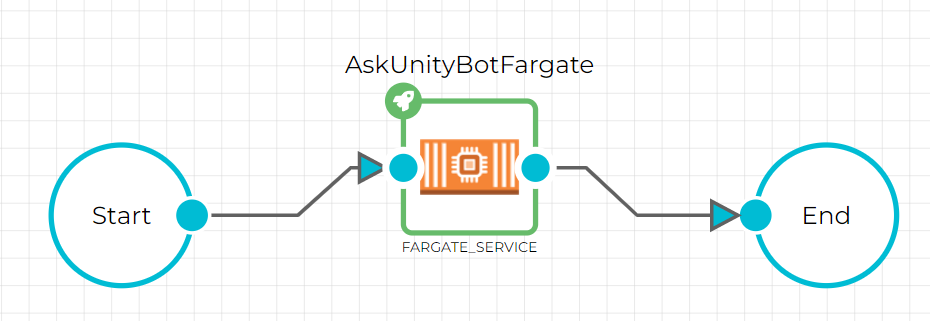 AskUnityBotFargate
Start
End
FARGATE_SERVICE